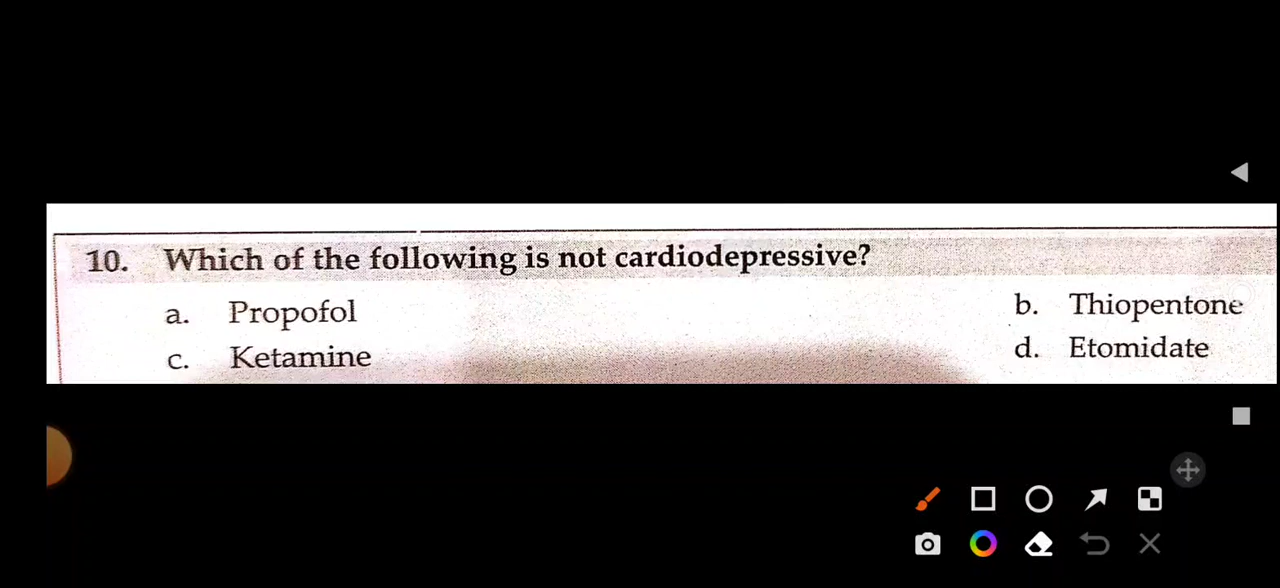 10. Which of the following is not cardiodepressive?
a. Propofol b. Thiopentone
c. Ketamine d. Etomidate